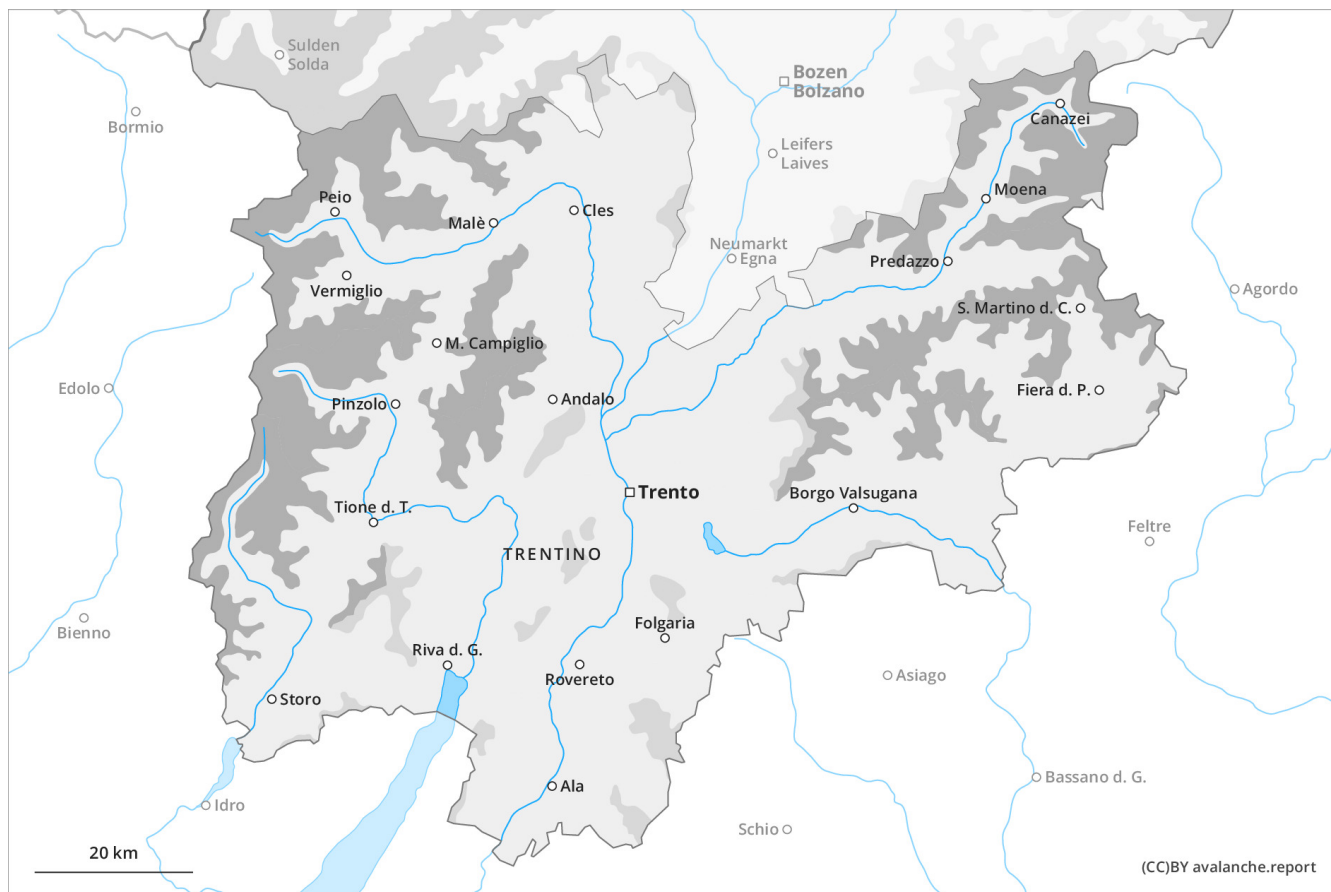 Sulden
Solda
Bozen
Bolzano
Canazei
Bormio
Leifers
Laives
Moena
Peio
Malè
Cles
Neumarkt
Egna
Predazzo
Vermiglio
Agordo
S. Martino d. C.
M. Campiglio
Edolo
Fiera d. P.
Pinzolo
Andalo
Trento
Borgo Valsugana
Tione d. T.
Feltre
TRENTINO
Bienno
Folgaria
Riva d. G.
Rovereto
Asiago
Storo
Bassano d. G.
Ala
Idro
Schio
20 km
(CC)BY avalanche.report